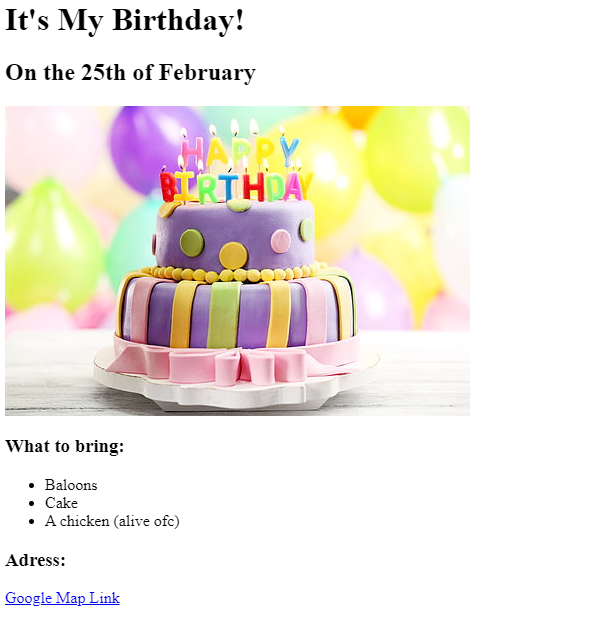 It's My Birthday!
On the 25th of February
HAPPY
BIRTHDAY
What to bring:
Baloons
Cake
A chicken (alive ofc)
Adress:
Google Map Link